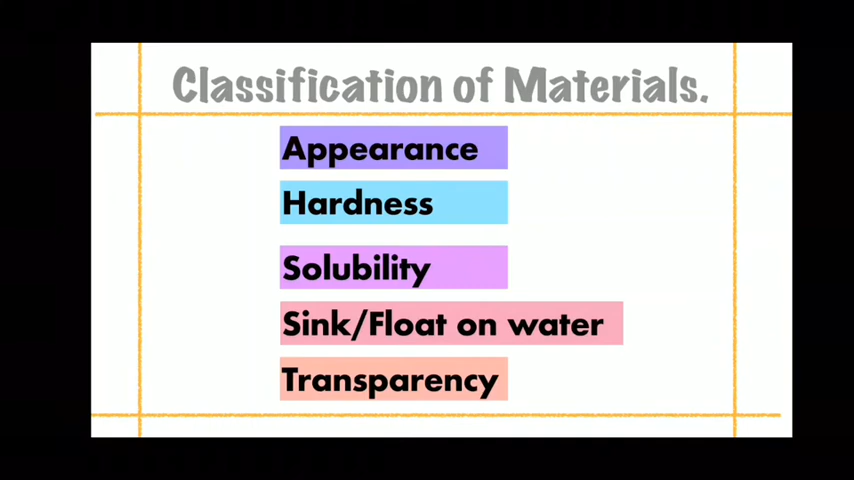 Classification of Materials.
Appearance
Hardness
Solubility
Sink/Float on water
Transparency